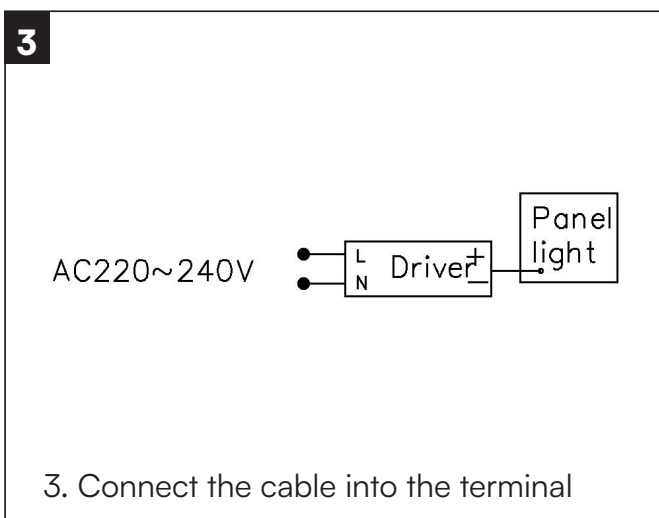 3
AC220~240V
L
N
Driver
+
−
Panel
light
3. Connect the cable into the terminal